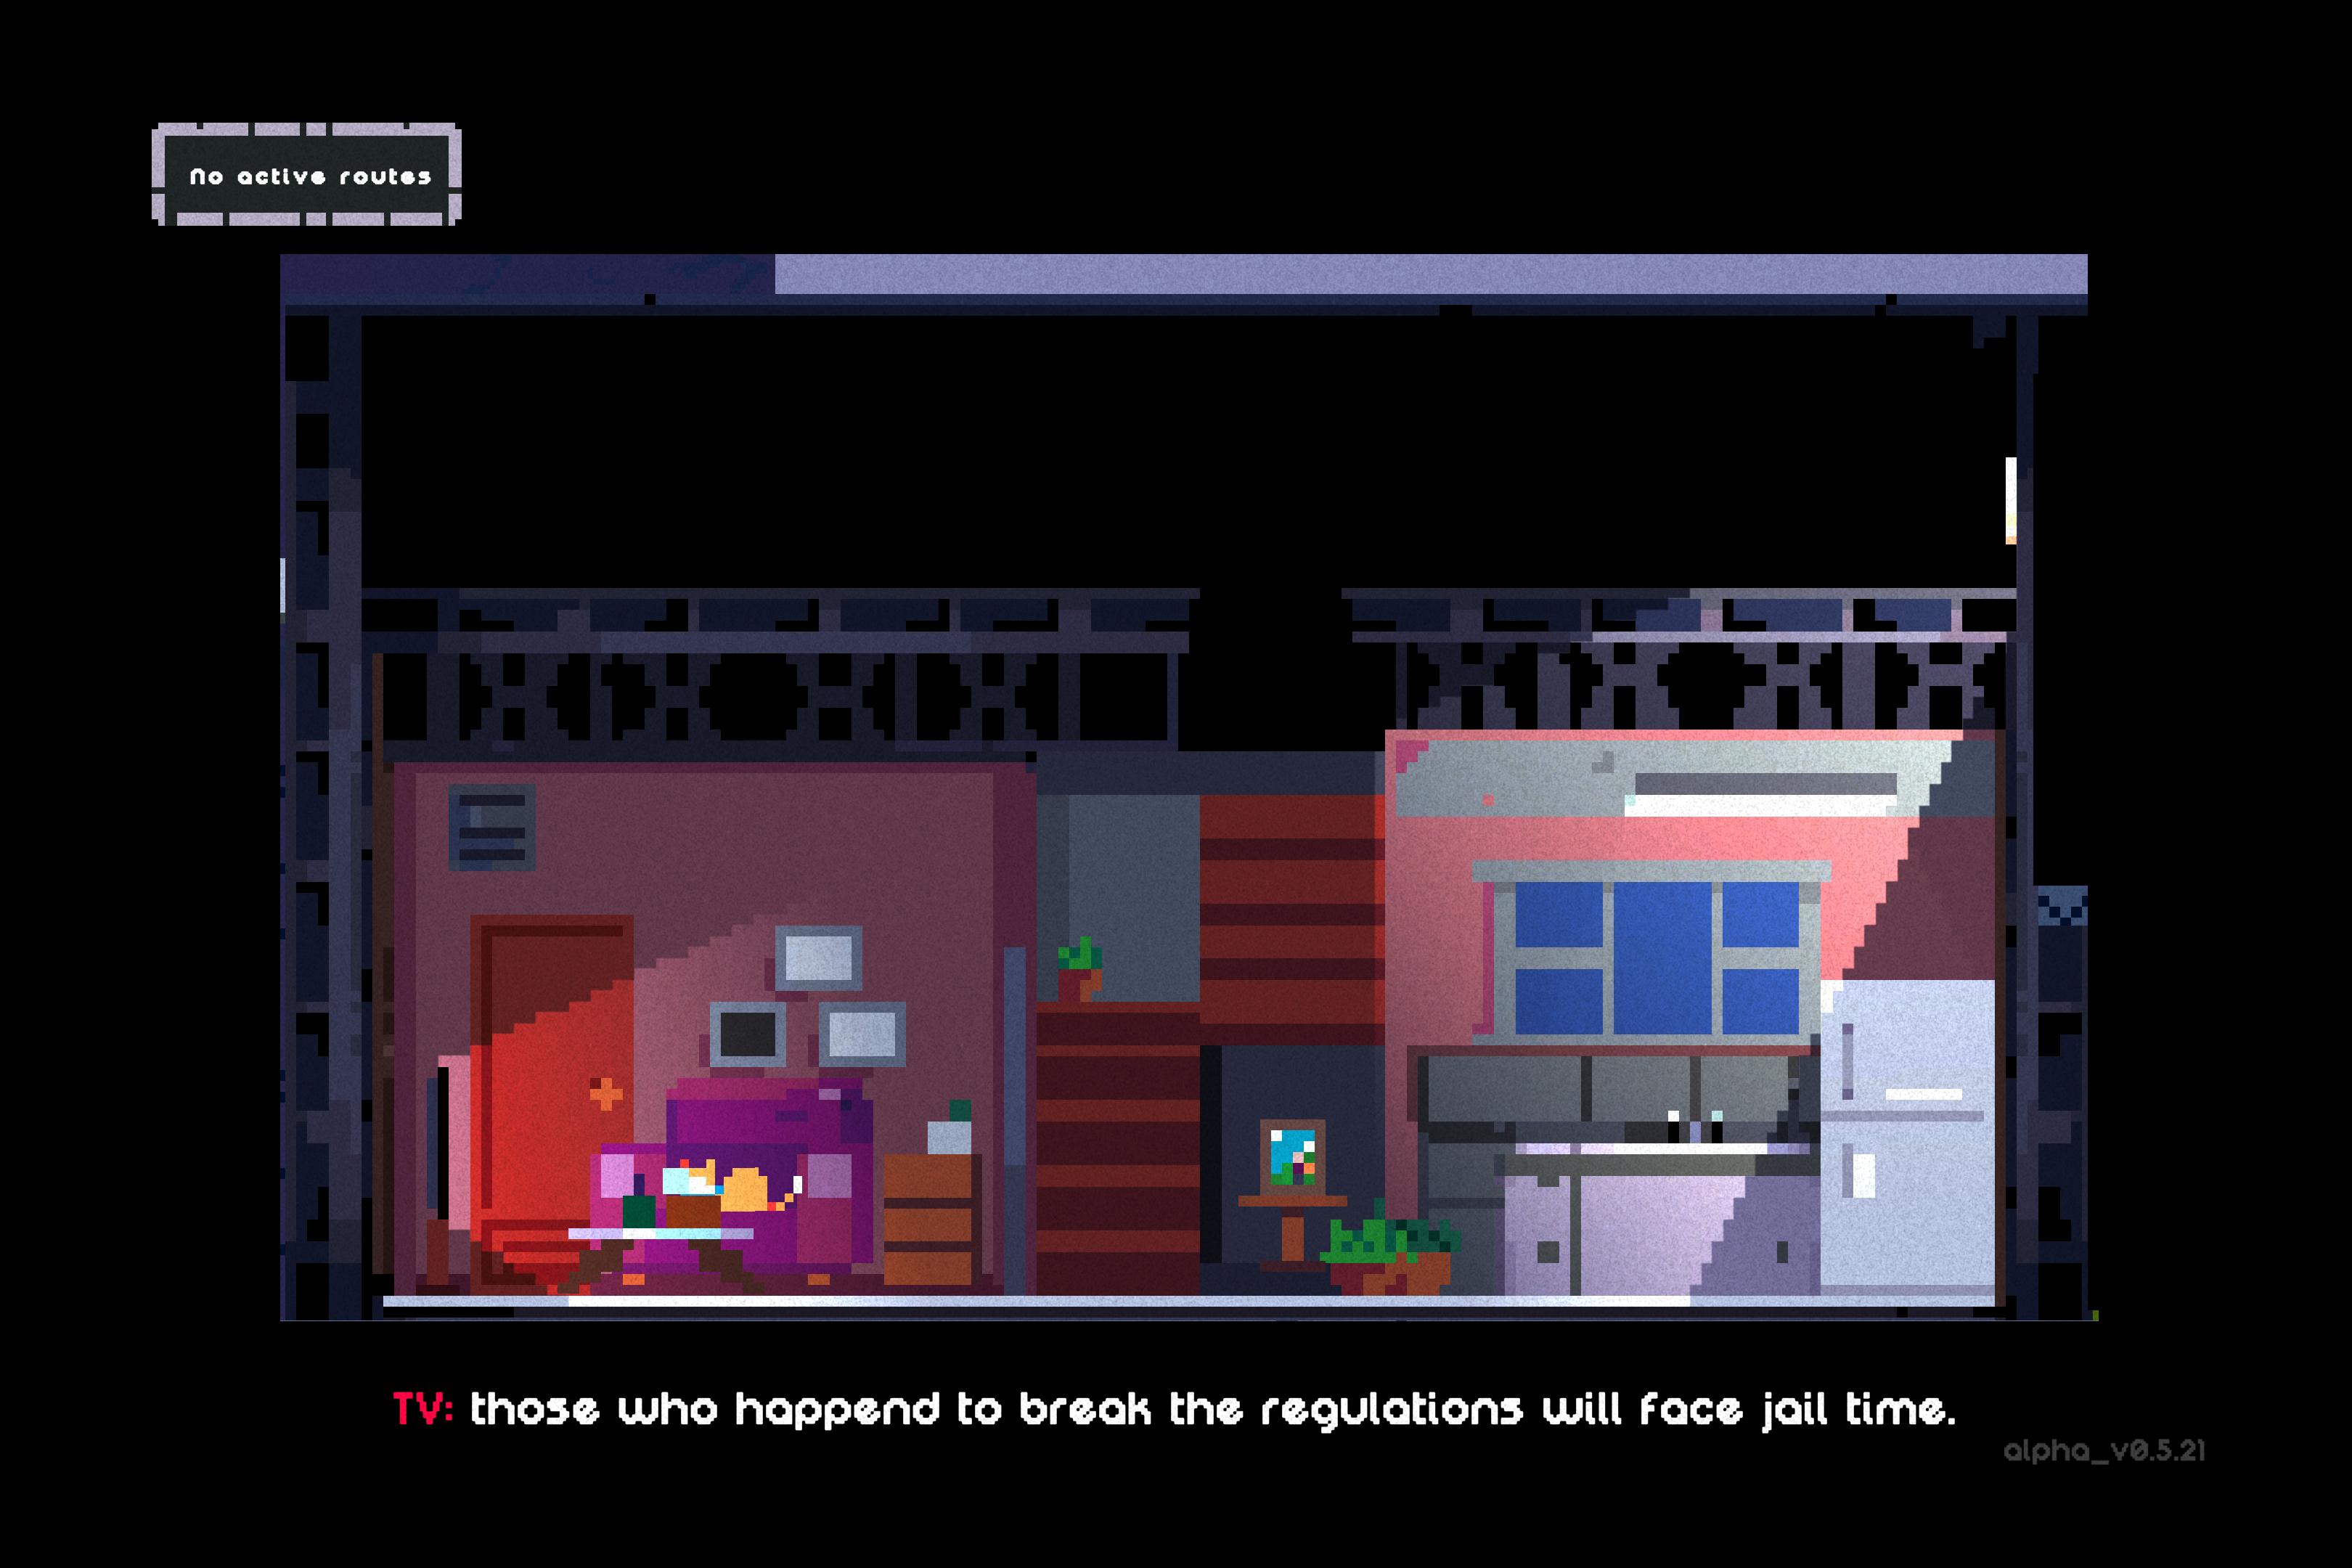 No active routes
TV: those who happend to break the regulations will face jail time.
alpha_v0.5.21